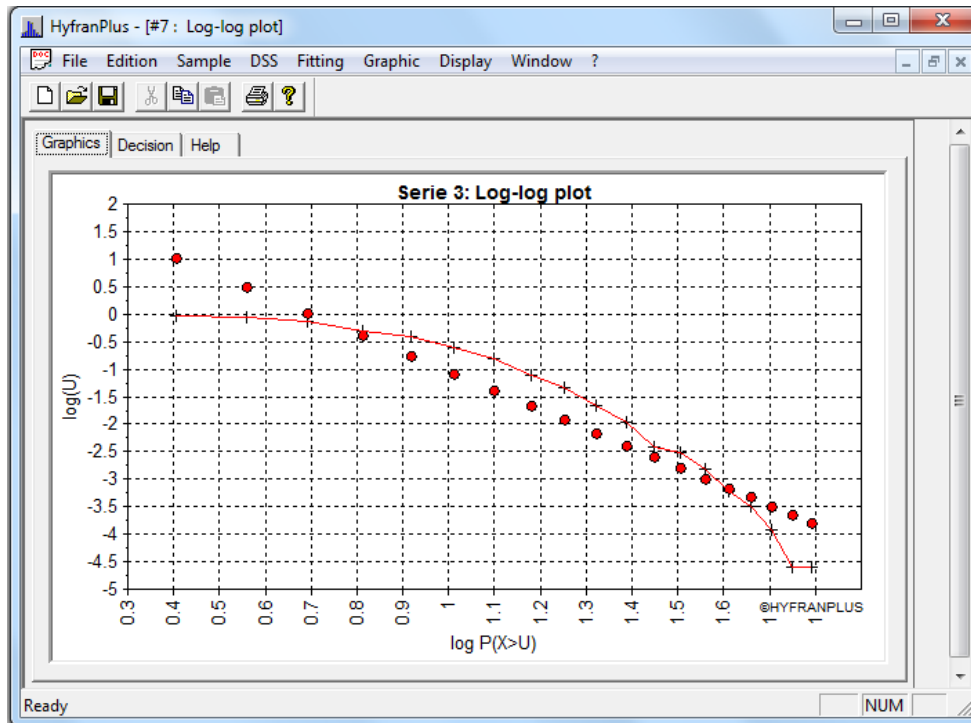 HyfranPlus - [#7 : Log-log plot]
DOC
File Edition Sample DSS Fitting Graphic Display Window ?
Graphics Decision Help
Serie 3: Log-log plot
2
1.5
1
0.5
0
-0.5
-1
-1.5
-2
-2.5
-3
-3.5
-4
-4.5
-5
log(U)
0.3 0.4 0.5 0.6 0.7 0.8 0.9 1 1.1 1.2 1.3 1.4 1.5 1.6 1. 1
©HYFRANPLUS
log P(X>U)
Ready NUM